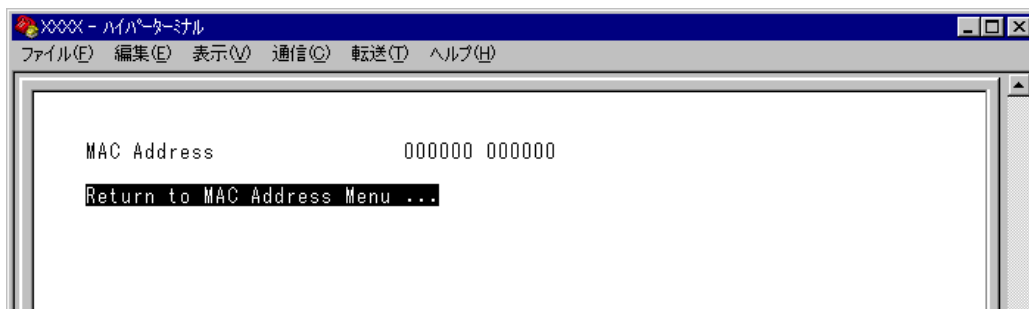 XXXX - ﾊｲﾊﾟｰﾀｰﾐﾅﾙ
ファイル(F) 編集(E) 表示(V) 通信(C) 転送(T) ヘルプ(H)
MAC Address 000000 000000
Return to MAC Address Menu ...